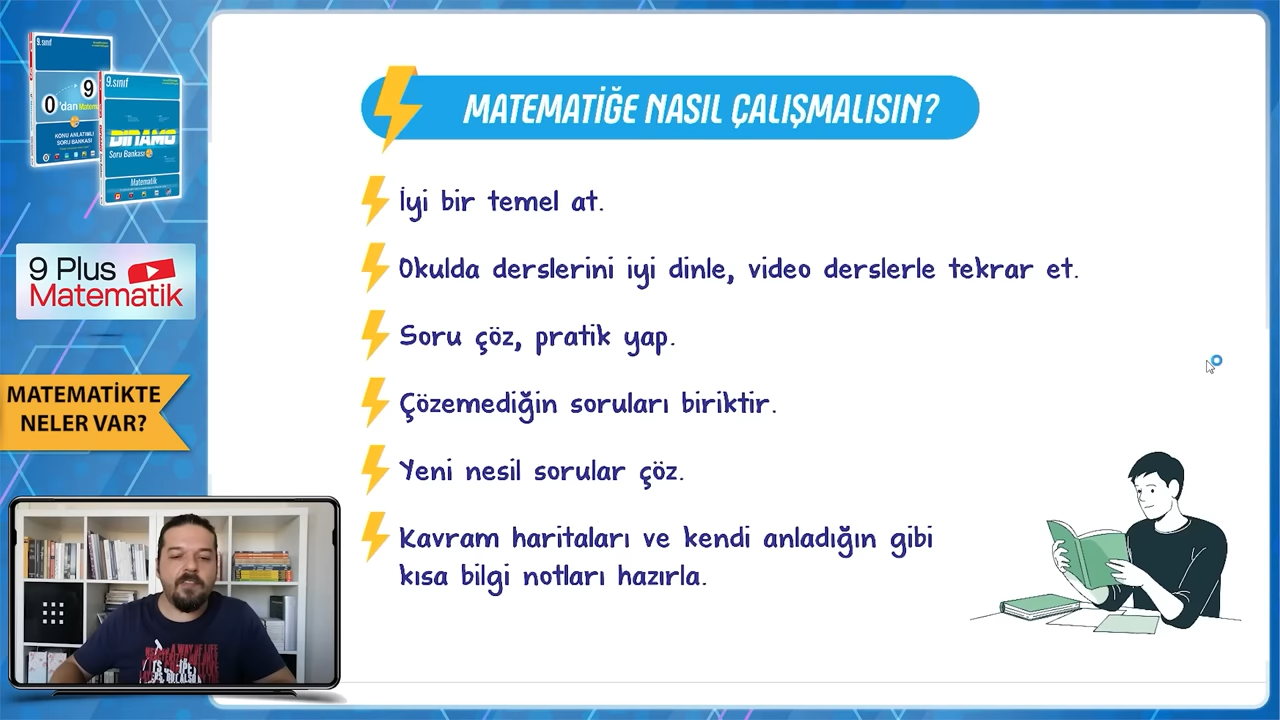 9.sınıf
0'dan 9
Matematik
KONU ANLATIMLI
SORU BANKASI
9.sınıf
DİNAMO
Soru Bankası
Matematik
9 Plus
Matematik
MATEMATİKTE
NELER VAR?
MATEMATİĞE NASIL ÇALIŞMALISIN?
İyi bir temel at.
Okulda derslerini iyi dinle, video derslerle tekrar et.
Soru çöz, pratik yap.
Çözemediğin soruları biriktir.
Yeni nesil sorular çöz.
Kavram haritaları ve kendi anladığın gibi
kısa bilgi notları hazırla.